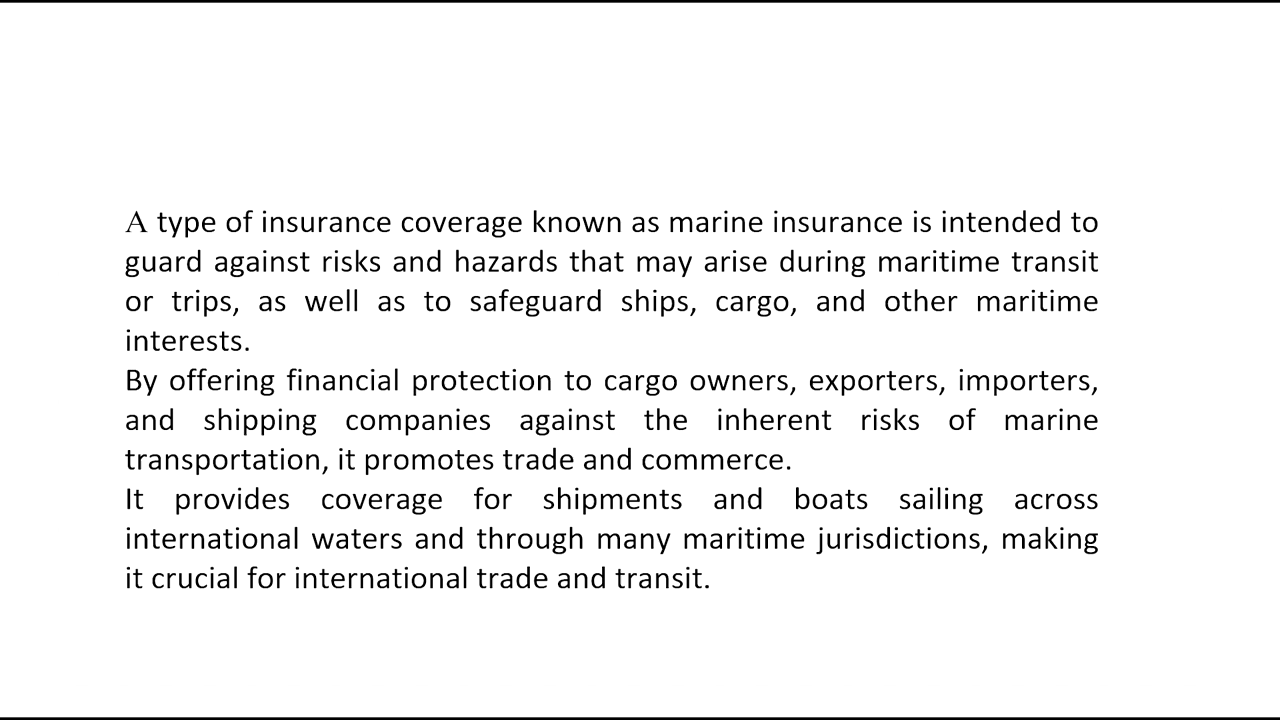 A type of insurance coverage known as marine insurance is intended to
guard against risks and hazards that may arise during maritime transit
or trips, as well as to safeguard ships, cargo, and other maritime
interests.
By offering financial protection to cargo owners, exporters, importers,
and shipping companies against the inherent risks of marine
transportation, it promotes trade and commerce.
It provides coverage for shipments and boats sailing across
international waters and through many maritime jurisdictions, making
it crucial for international trade and transit.